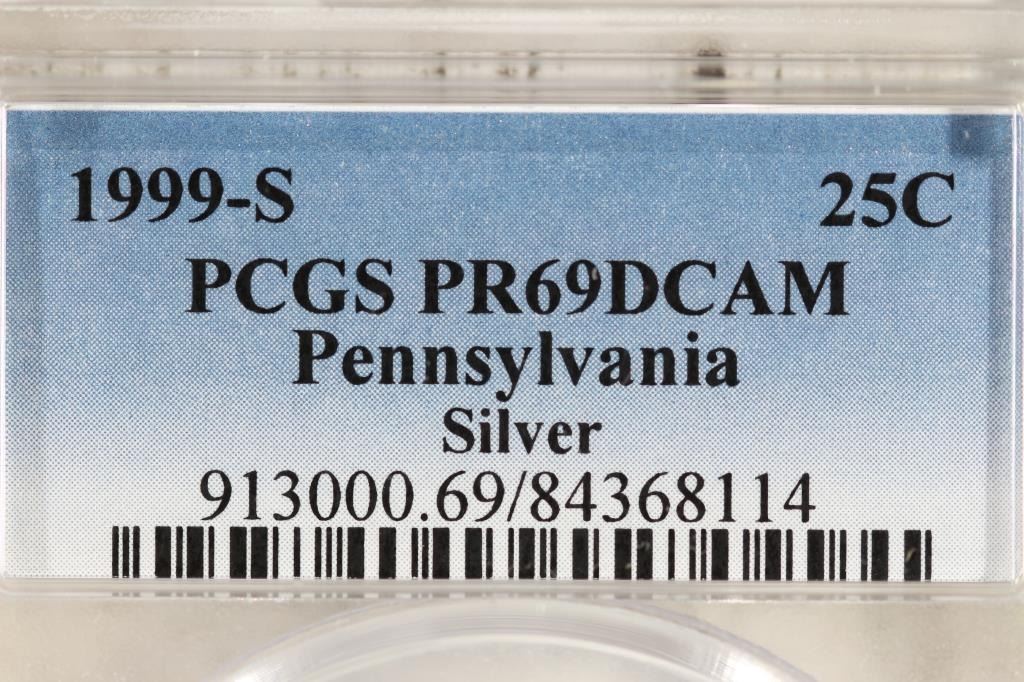 1999-S 25C
PCGS PR69DCAM
Pennsylvania
Silver
913000.69/84368114